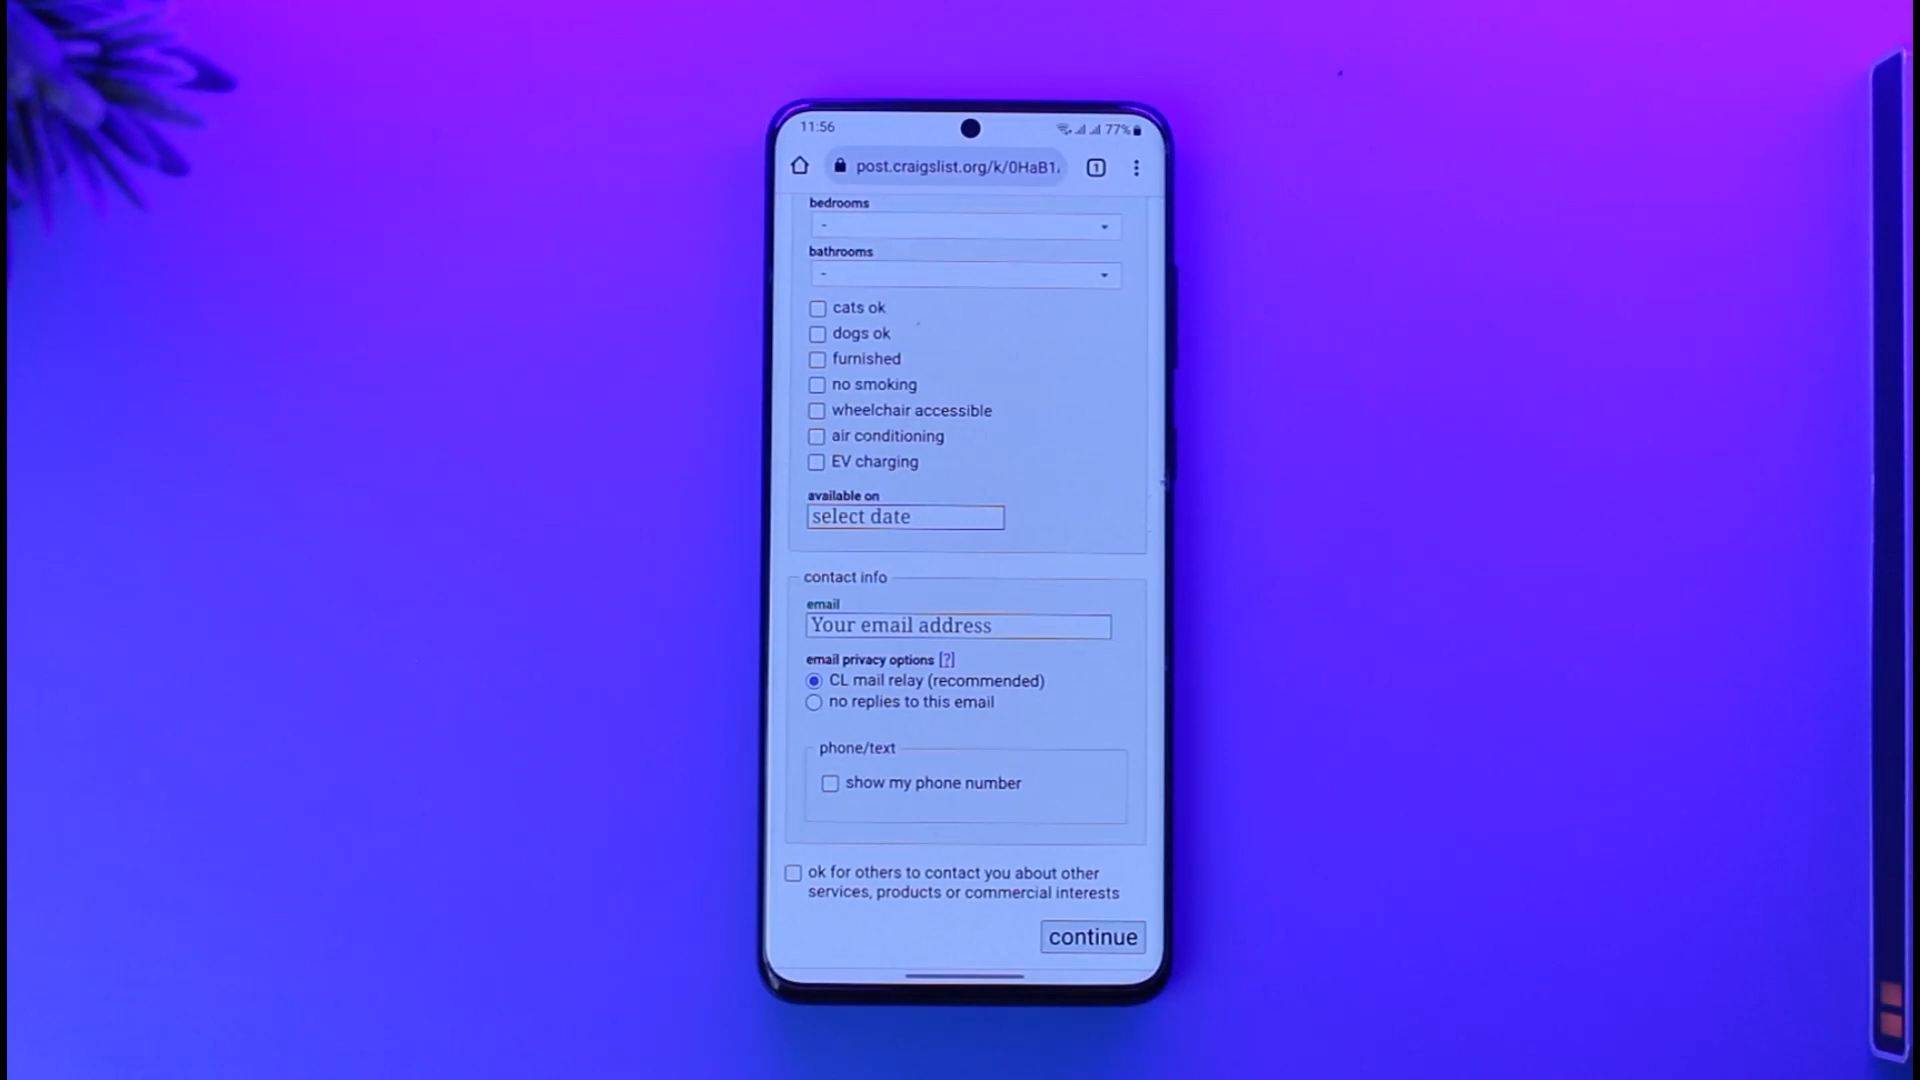 11:56
77%
post.craigslist.org/k/0HaB1
1
bedrooms
-
bathrooms
-
cats ok
dogs ok
furnished
no smoking
wheelchair accessible
air conditioning
EV charging
available on
select date
contact info
email
Your email address
email privacy options [?]
CL mail relay (recommended)
no replies to this email
phone/text
show my phone number
ok for others to contact you about other
services, products or commercial interests
continue